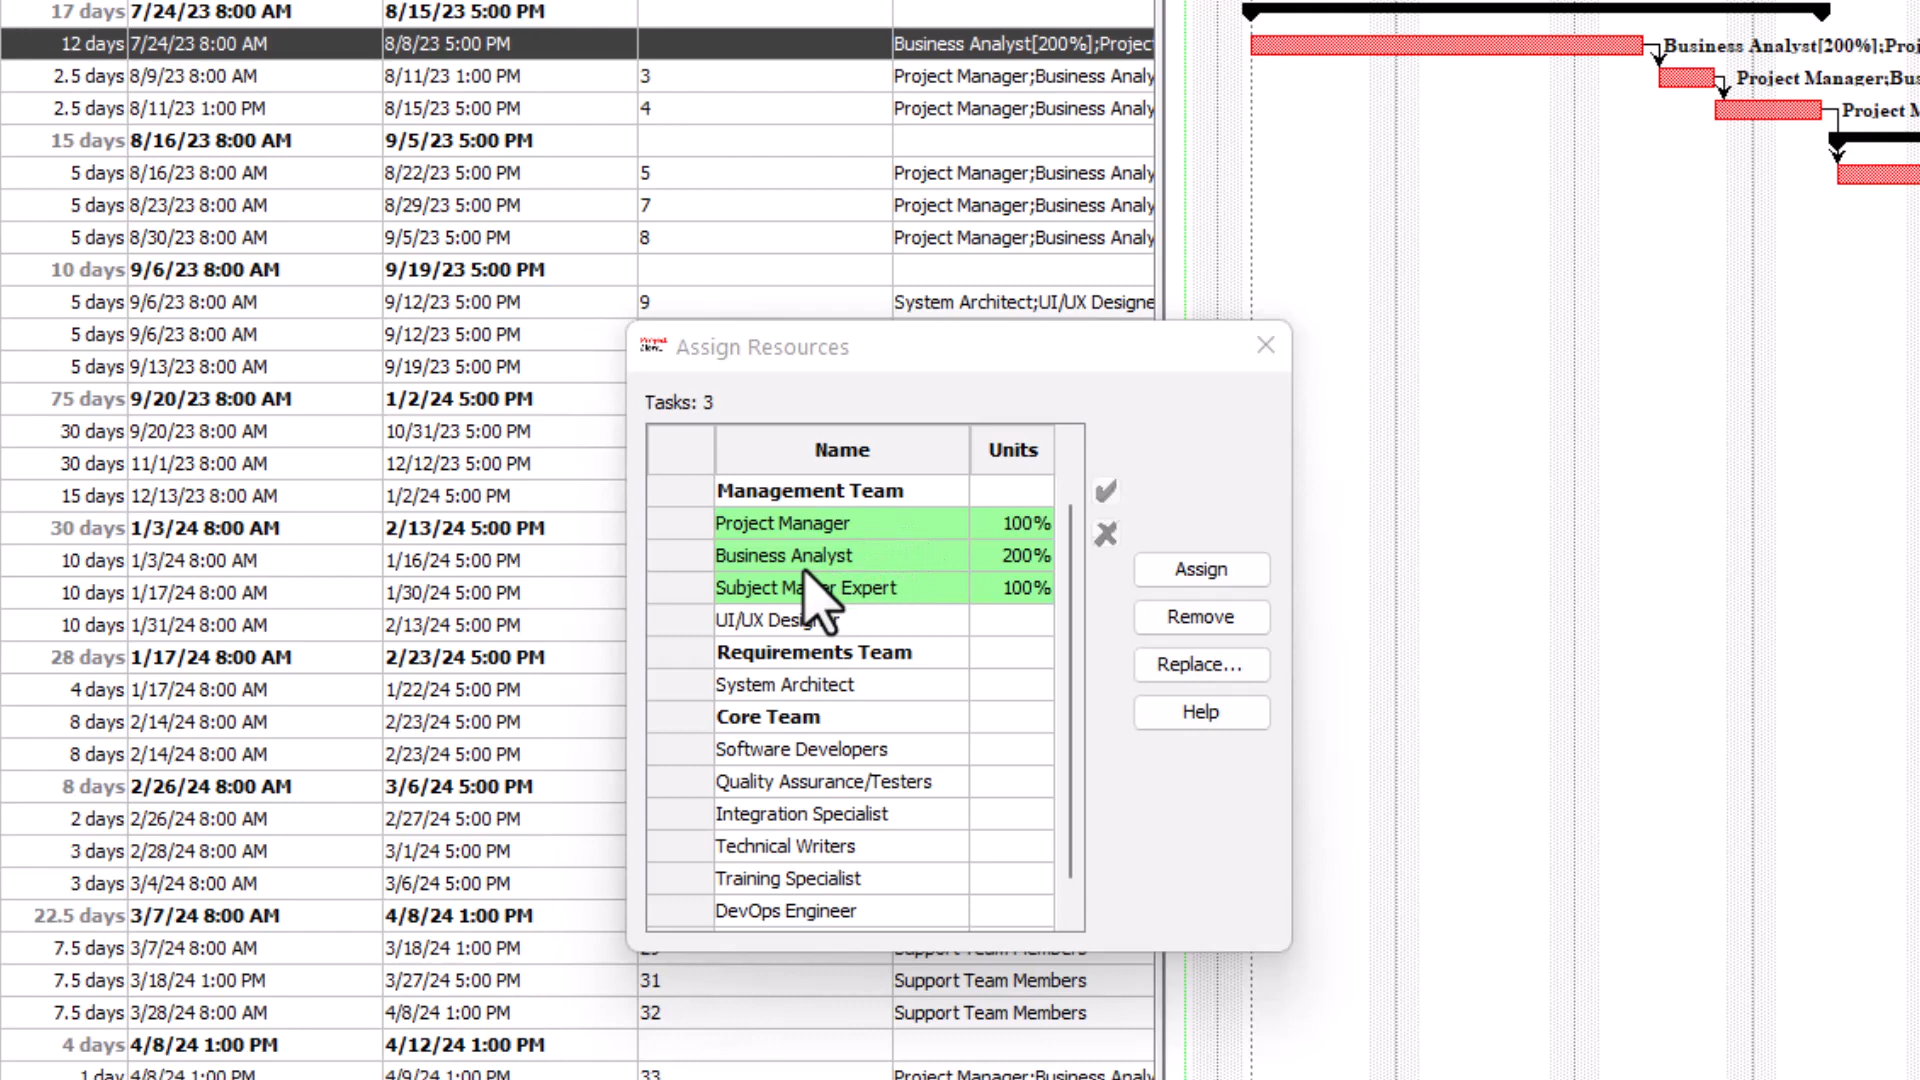 17 days 7/24/23 8:00 AM 8/15/23 5:00 PM
12 days 7/24/23 8:00 AM 8/8/23 5:00 PM Business Analyst[200%];Projec Business Analyst[200%];Proj
2.5 days 8/9/23 8:00 AM 8/11/23 1:00 PM 3 Project Manager;Business Analy Project Manager;Bus
2.5 days 8/11/23 1:00 PM 8/15/23 5:00 PM 4 Project Manager;Business Analy Project M
15 days 8/16/23 8:00 AM 9/5/23 5:00 PM
5 days 8/16/23 8:00 AM 8/22/23 5:00 PM 5 Project Manager;Business Analy
5 days 8/23/23 8:00 AM 8/29/23 5:00 PM 7 Project Manager;Business Analy
5 days 8/30/23 8:00 AM 9/5/23 5:00 PM 8 Project Manager;Business Analy
10 days 9/6/23 8:00 AM 9/19/23 5:00 PM
5 days 9/6/23 8:00 AM 9/12/23 5:00 PM 9 System Architect;UI/UX Designe
5 days 9/6/23 8:00 AM 9/12/23 5:00 PM
5 days 9/13/23 8:00 AM 9/19/23 5:00 PM
75 days 9/20/23 8:00 AM 1/2/24 5:00 PM
30 days 9/20/23 8:00 AM 10/31/23 5:00 PM
30 days 11/1/23 8:00 AM 12/12/23 5:00 PM
15 days 12/13/23 8:00 AM 1/2/24 5:00 PM
30 days 1/3/24 8:00 AM 2/13/24 5:00 PM
10 days 1/3/24 8:00 AM 1/16/24 5:00 PM
10 days 1/17/24 8:00 AM 1/30/24 5:00 PM
10 days 1/31/24 8:00 AM 2/13/24 5:00 PM
28 days 1/17/24 8:00 AM 2/23/24 5:00 PM
4 days 1/17/24 8:00 AM 1/22/24 5:00 PM
8 days 2/14/24 8:00 AM 2/23/24 5:00 PM
8 days 2/14/24 8:00 AM 2/23/24 5:00 PM
8 days 2/26/24 8:00 AM 3/6/24 5:00 PM
2 days 2/26/24 8:00 AM 2/27/24 5:00 PM
3 days 2/28/24 8:00 AM 3/1/24 5:00 PM
3 days 3/4/24 8:00 AM 3/6/24 5:00 PM
22.5 days 3/7/24 8:00 AM 4/8/24 1:00 PM
7.5 days 3/7/24 8:00 AM 3/18/24 1:00 PM Support Team Members
7.5 days 3/18/24 1:00 PM 3/27/24 5:00 PM 31 Support Team Members
7.5 days 3/28/24 8:00 AM 4/8/24 1:00 PM 32 Support Team Members
4 days 4/8/24 1:00 PM 4/12/24 1:00 PM
1 day 4/8/24 1:00 PM 4/9/24 1:00 PM 33 Project Manager;Business Analy
Assign Resources
Tasks: 3
Name Units
Management Team
Project Manager 100%
Business Analyst 200%
Subject Expert 100%
UI/UX
Requirements Team
System Architect
Core Team
Software Developers
Quality Assurance/Testers
Integration Specialist
Technical Writers
Training Specialist
DevOps Engineer
Assign
Remove
Replace...
Help